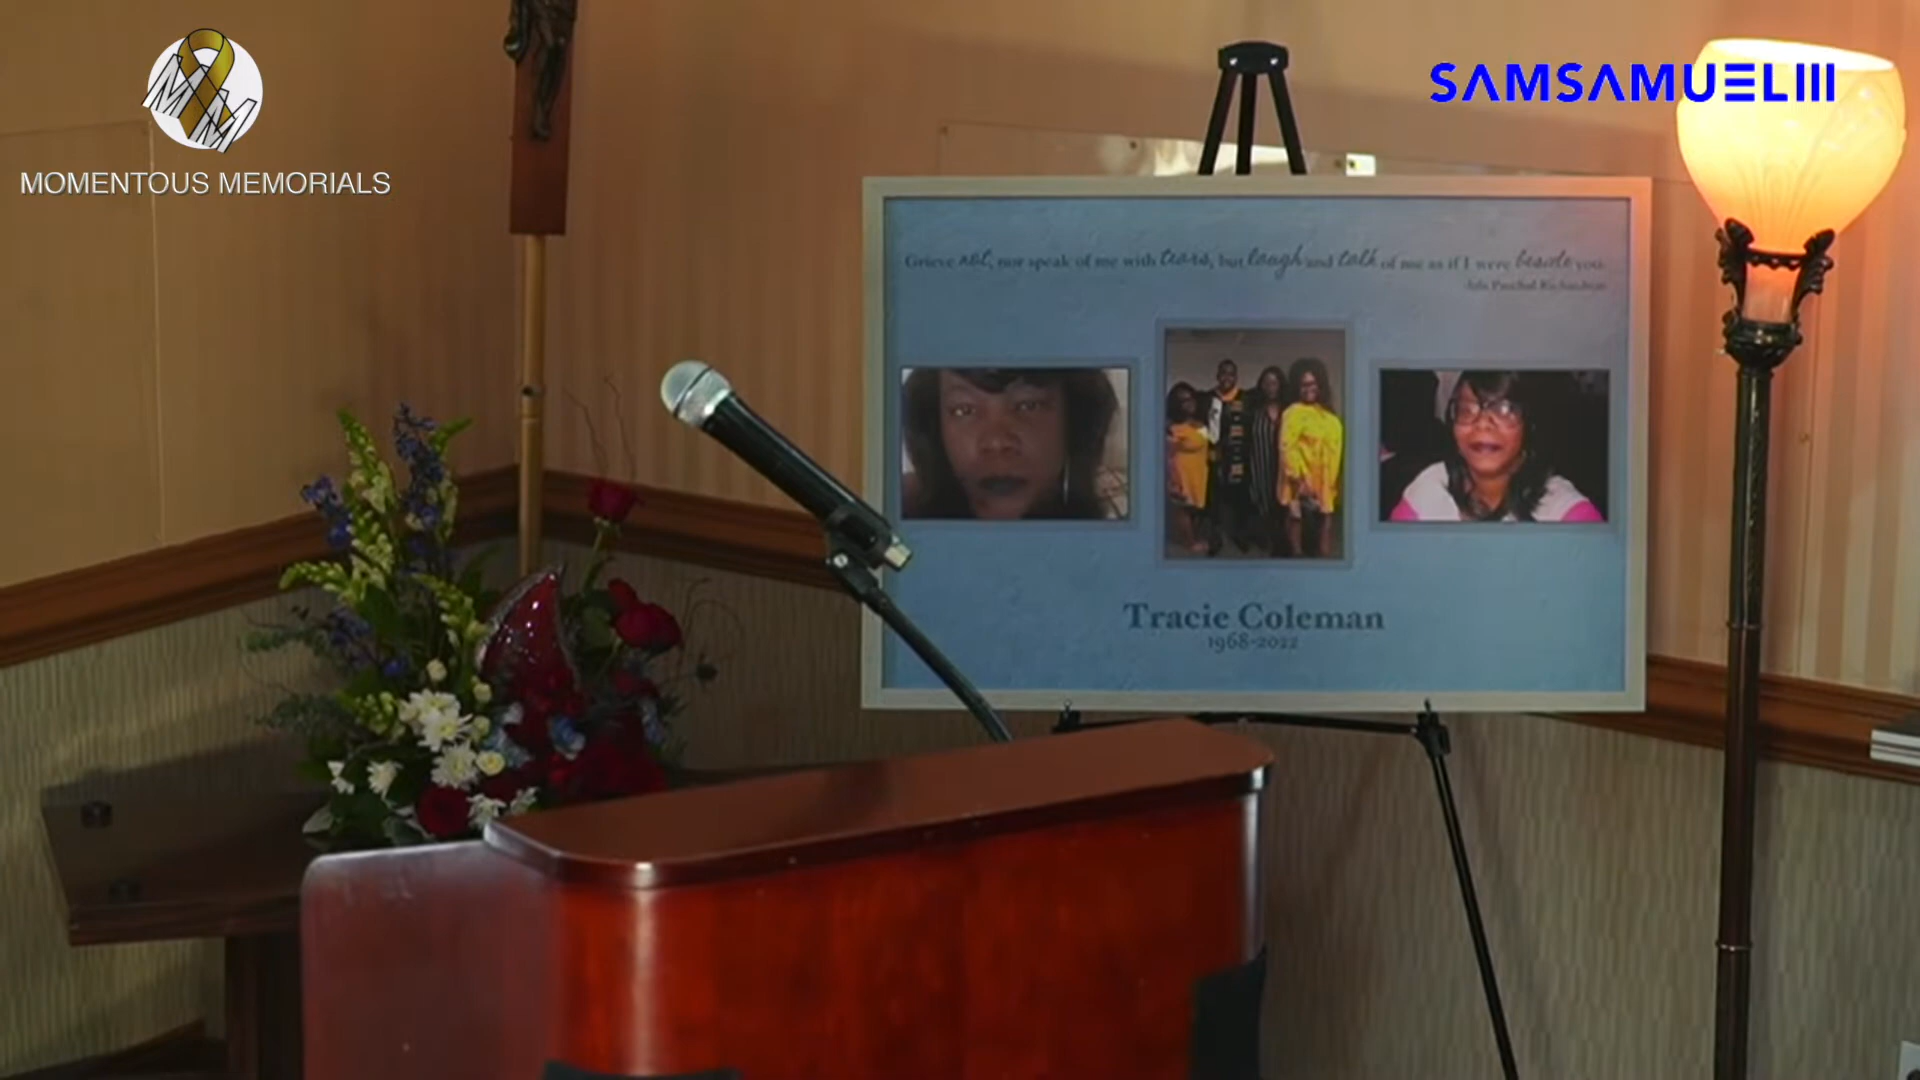 MM
MOMENTOUS MEMORIALS
SAMSAMUELIII
Grieve not, nor speak of me with tears, but laugh and talk of me as if I were beside you.
Tracie Coleman
1968-2022